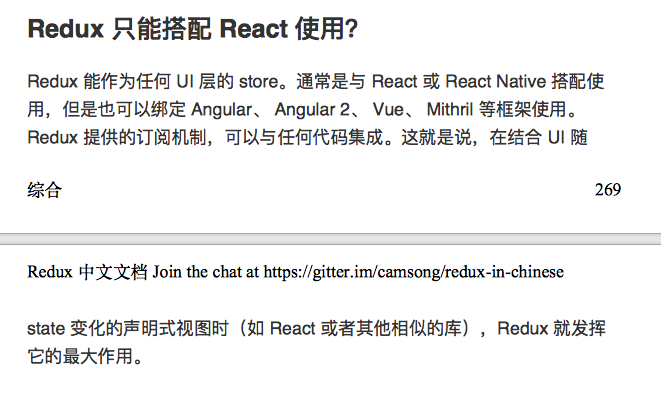 Redux 只能搭配 React 使用？
Redux 能作为任何 UI 层的 store。通常是与 React 或 React Native 搭配使
用，但是也可以绑定 Angular、 Angular 2、 Vue、 Mithril 等框架使用。
Redux 提供的订阅机制，可以与任何代码集成。这就是说，在结合 UI 随
综合 269
Redux 中文文档 Join the chat at https://gitter.im/camsong/redux-in-chinese
state 变化的声明式视图时（如 React 或者其他相似的库），Redux 就发挥
它的最大作用。